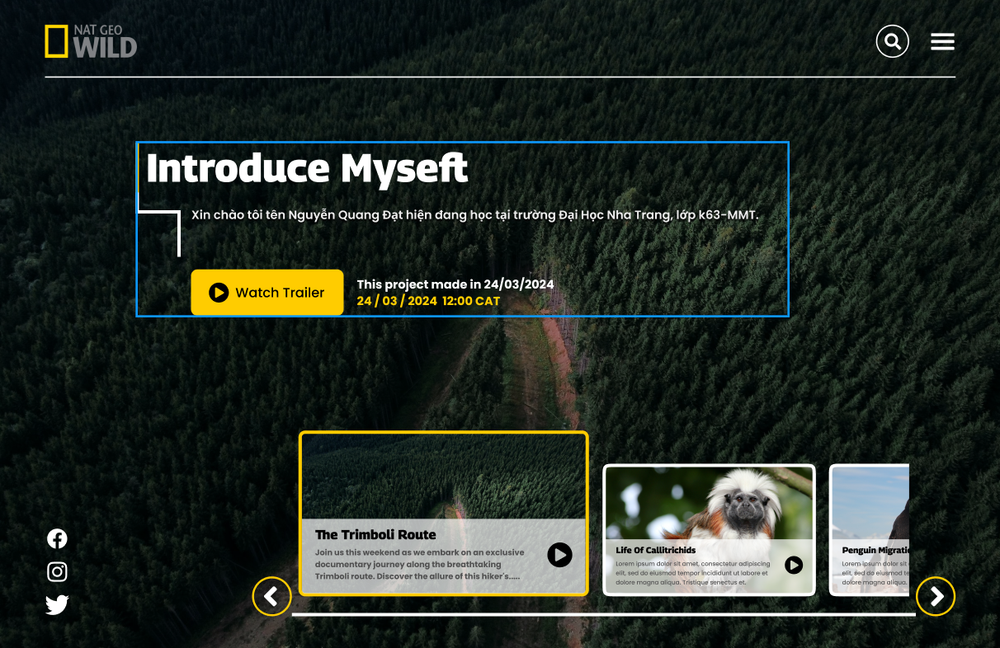 NAT GEO
WILD
Introduce Myseft
Xin chào tôi tên Nguyễn Quang Đạt hiện đang học tại trường Đại Học Nha Trang, lớp k63-MMT.
Watch Trailer
This project made in 24/03/2024
24 / 03 / 2024 12:00 CAT
The Trimboli Route
Join us this weekend as we embark on an exclusive
documentary journey along the breathtaking
Trimboli route. Discover the allure of this hiker's.....
Life Of Callitrichids
Lorem ipsum dolor sit amet, consectetur adipiscing
elit, sed do eiusmod tempor incididunt ut labore et
dolore magna aliqua. Tristique senectus et.
Penguin Migratio
Lorem ipsum dolor sit
elit, sed do eiusmod te
dolore magna aliqua.